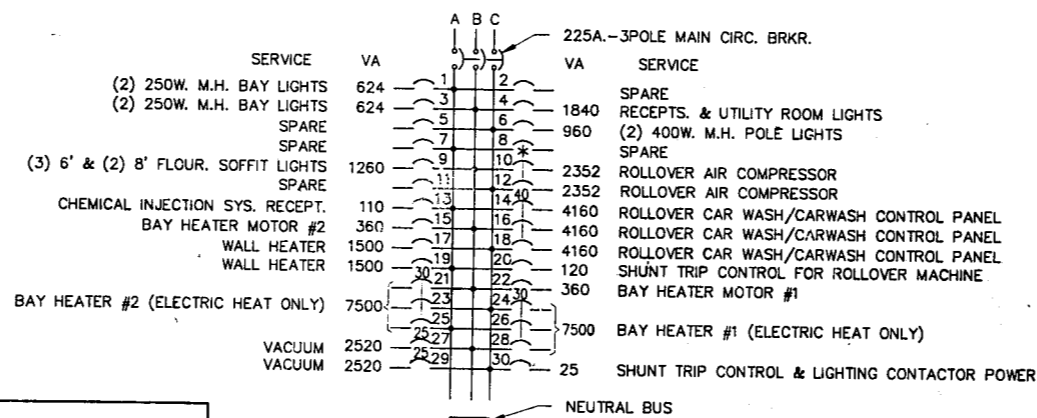 A B C
225A.-3POLE MAIN CIRC. BRKR.
SERVICE VA VA SERVICE
(2) 250W. M.H. BAY LIGHTS 624 1 2 SPARE
(2) 250W. M.H. BAY LIGHTS 624 3 4 1840 RECEPTS. & UTILITY ROOM LIGHTS
SPARE 5 6 960 (2) 400W. M.H. POLE LIGHTS
SPARE 7 8 SPARE
(3) 6' & (2) 8' FLOUR. SOFFIT LIGHTS 1260 9 10 * 2352 ROLLOVER AIR COMPRESSOR
SPARE 11 12 2352 ROLLOVER AIR COMPRESSOR
CHEMICAL INJECTION SYS. RECEPT. 110 13 14 40 4160 ROLLOVER CAR WASH/CARWASH CONTROL PANEL
BAY HEATER MOTOR #2 360 15 16 4160 ROLLOVER CAR WASH/CARWASH CONTROL PANEL
WALL HEATER 1500 17 18 4160 ROLLOVER CAR WASH/CARWASH CONTROL PANEL
WALL HEATER 1500 19 20 120 SHUNT TRIP CONTROL FOR ROLLOVER MACHINE
30 21 22 360 BAY HEATER MOTOR #1
BAY HEATER #2 (ELECTRIC HEAT ONLY) 7500 23 24 30
25 26 7500 BAY HEATER #1 (ELECTRIC HEAT ONLY)
VACUUM 2520 25 27 28
VACUUM 2520 25 29 30 25 SHUNT TRIP CONTROL & LIGHTING CONTACTOR POWER
NEUTRAL BUS